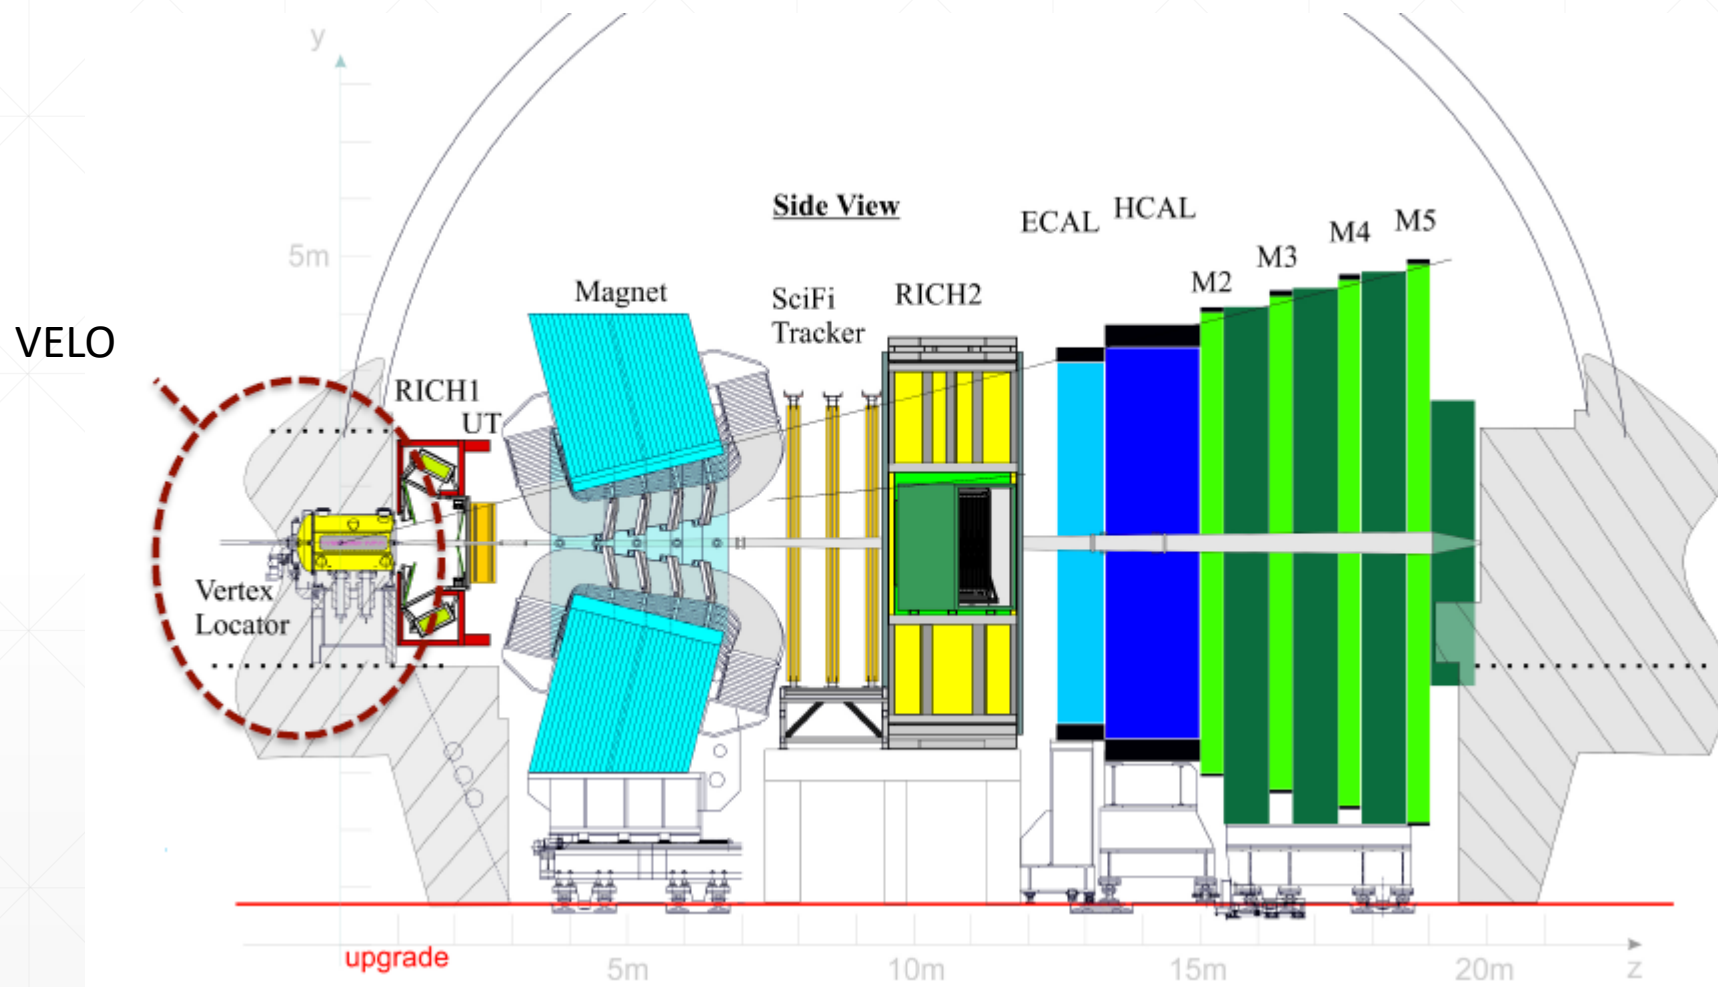 y
Side View
ECAL
HCAL
M2
M3
M4
M5
5m
Magnet
SciFi
Tracker
RICH2
VELO
RICH1
UT
Vertex
Locator
upgrade
5m
10m
15m
20m
z